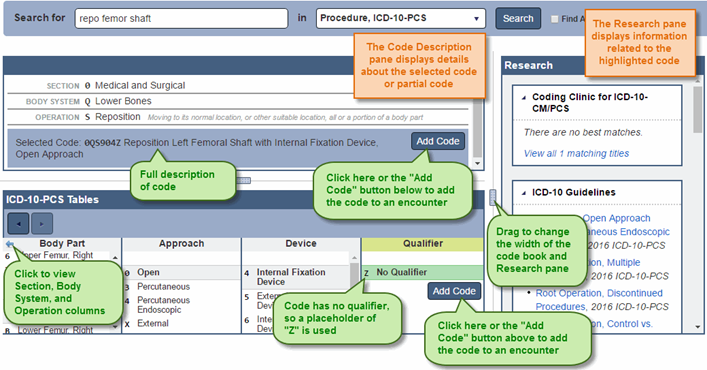 Search for repo femor shaft in Procedure, ICD-10-PCS Search Find A
The Code Description
pane displays details
about the selected code
or partial code
The Research pane
displays information
related to the
highlighted code
SECTION 0 Medical and Surgical
BODY SYSTEM Q Lower Bones
OPERATION S Reposition Moving to its normal location, or other suitable location, all or a portion of a body part
Selected Code: 0QS904Z Reposition Left Femoral Shaft with Internal Fixation Device,
Open Approach
Add Code
Full description
of code
Click here or the "Add
Code" button below to add
the code to an encounter
Research
Coding Clinic for ICD-10-
CM/PCS
There are no best matches.
View all 1 matching titles
ICD-10 Guidelines
Open Approach
aneous Endoscopic
2016 ICD-10-PCS
on, Multiple
ICD-10-PCS
Root Operation, Discontinued
Procedures, 2016 ICD-10-PCS
on, Control vs.
Drag to change
the width of the
code book and
Research pane
ICD-10-PCS Tables
Body Part Approach Device Qualifier
6 Upper Femur, Right
Click to view
Section, Body
System, and
Operation columns
B Lower Femur, Right
0 Open
3 Percutaneous
4 Percutaneous
Endoscopic
X External
4 Internal Fixation
Device
5 Exter
Devi
6 Inte
Devi
Z No Qualifier
Add Code
Code has no qualifier,
so a placeholder of
"Z" is used
Click here or the "Add
Code" button above to add
the code to an encounter